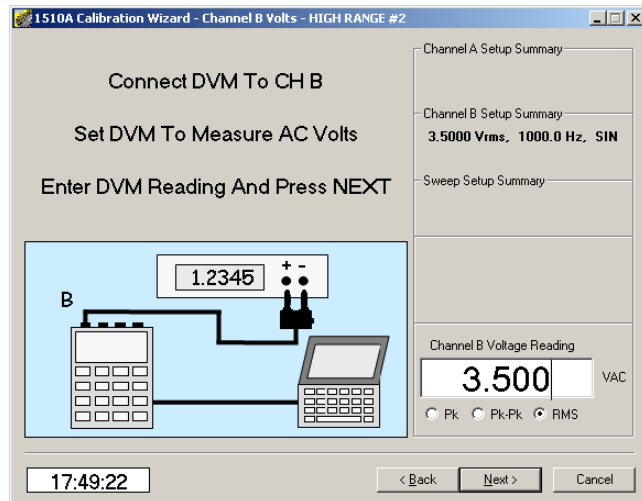 1510A Calibration Wizard - Channel B Volts - HIGH RANGE #2
Connect DVM To CH B
Set DVM To Measure AC Volts
Enter DVM Reading And Press NEXT
1.2345
+ -
B
Channel A Setup Summary
Channel B Setup Summary
3.5000 Vrms, 1000.0 Hz, SIN
Sweep Setup Summary
Channel B Voltage Reading
3.500 VAC
Pk Pk-Pk RMS
17:49:22
< Back Next > Cancel